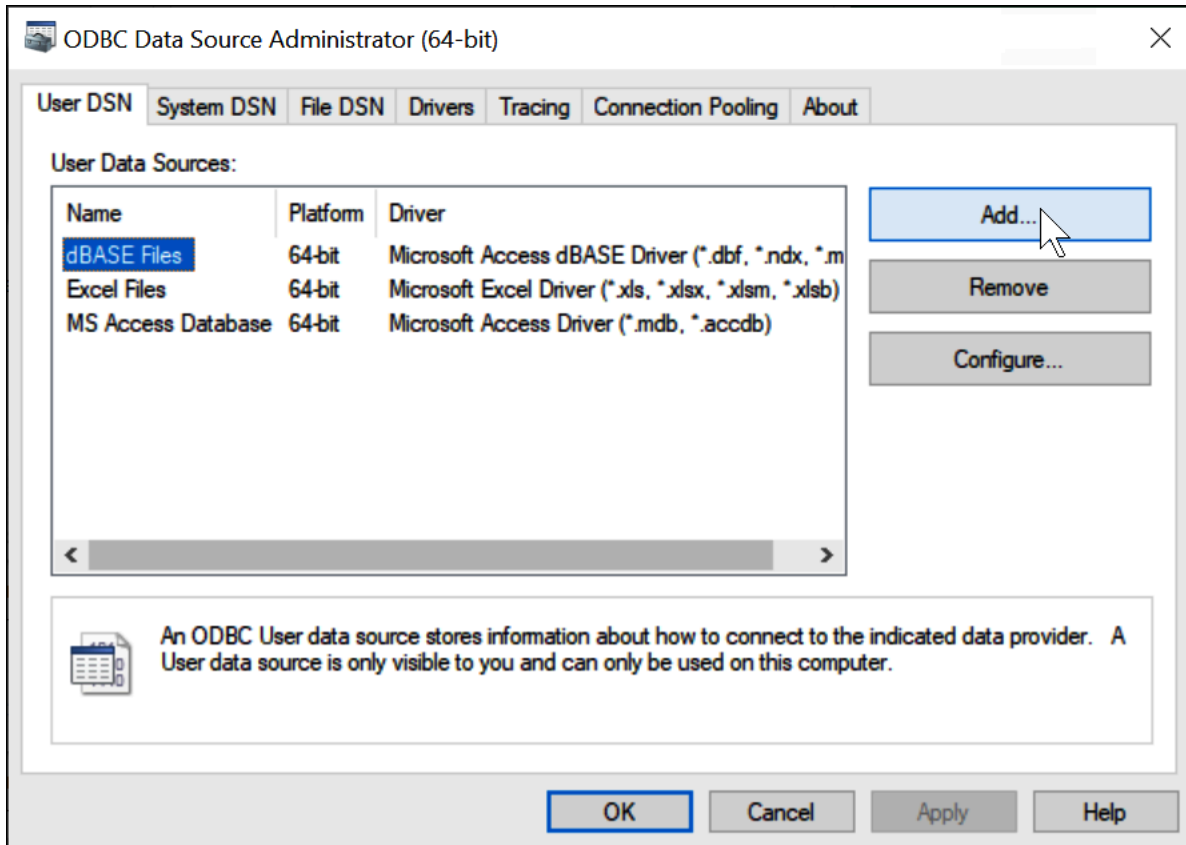 ODBC Data Source Administrator (64-bit)
User DSN System DSN File DSN Drivers Tracing Connection Pooling About
User Data Sources:
Name Platform Driver
dBASE Files 64-bit Microsoft Access dBASE Driver (*.dbf, *.ndx, *.m
Excel Files 64-bit Microsoft Excel Driver (*.xls, *.xlsx, *.xlsm, *.xlsb)
MS Access Database 64-bit Microsoft Access Driver (*.mdb, *.accdb)
Add...
Remove
Configure...
An ODBC User data source stores information about how to connect to the indicated data provider. A
User data source is only visible to you and can only be used on this computer.
OK Cancel Apply Help